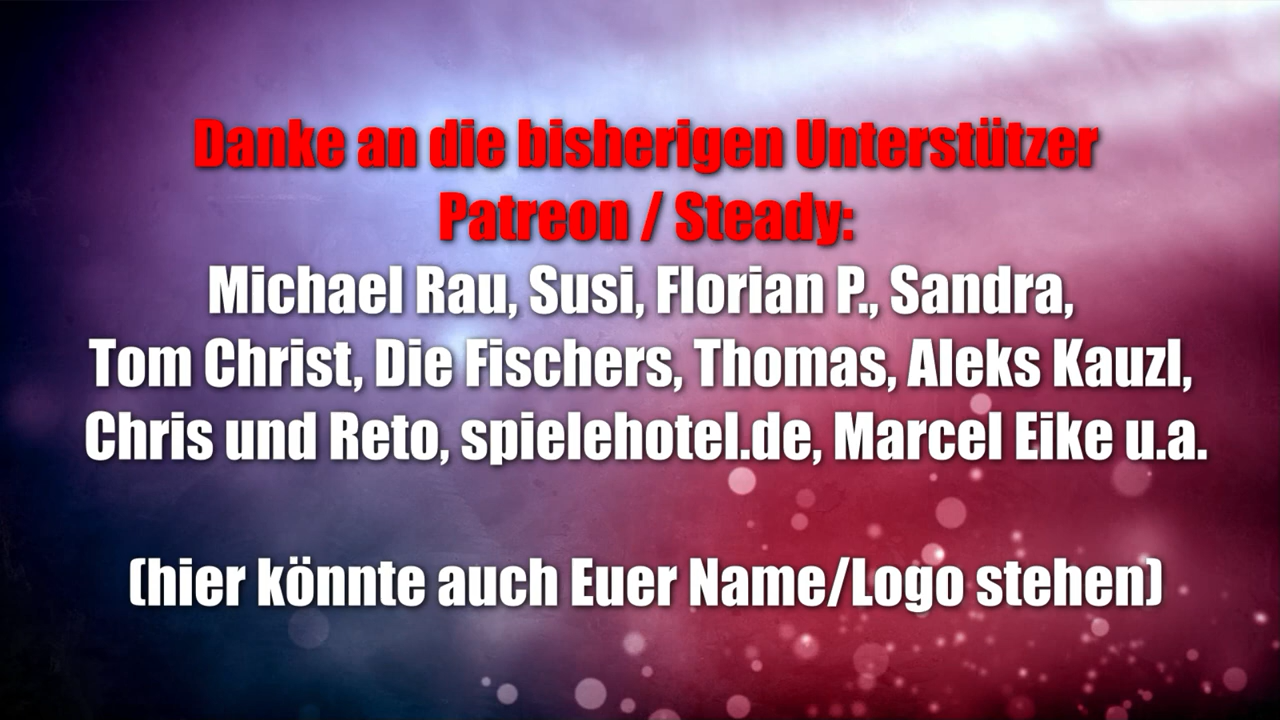 Danke an die bisherigen Unterstützer
Patreon / Steady:
Michael Rau, Susi, Florian P., Sandra,
Tom Christ, Die Fischers, Thomas, Aleks Kauzl,
Chris und Reto, spielehotel.de, Marcel Eike u.a.
(hier könnte auch Euer Name/Logo stehen)